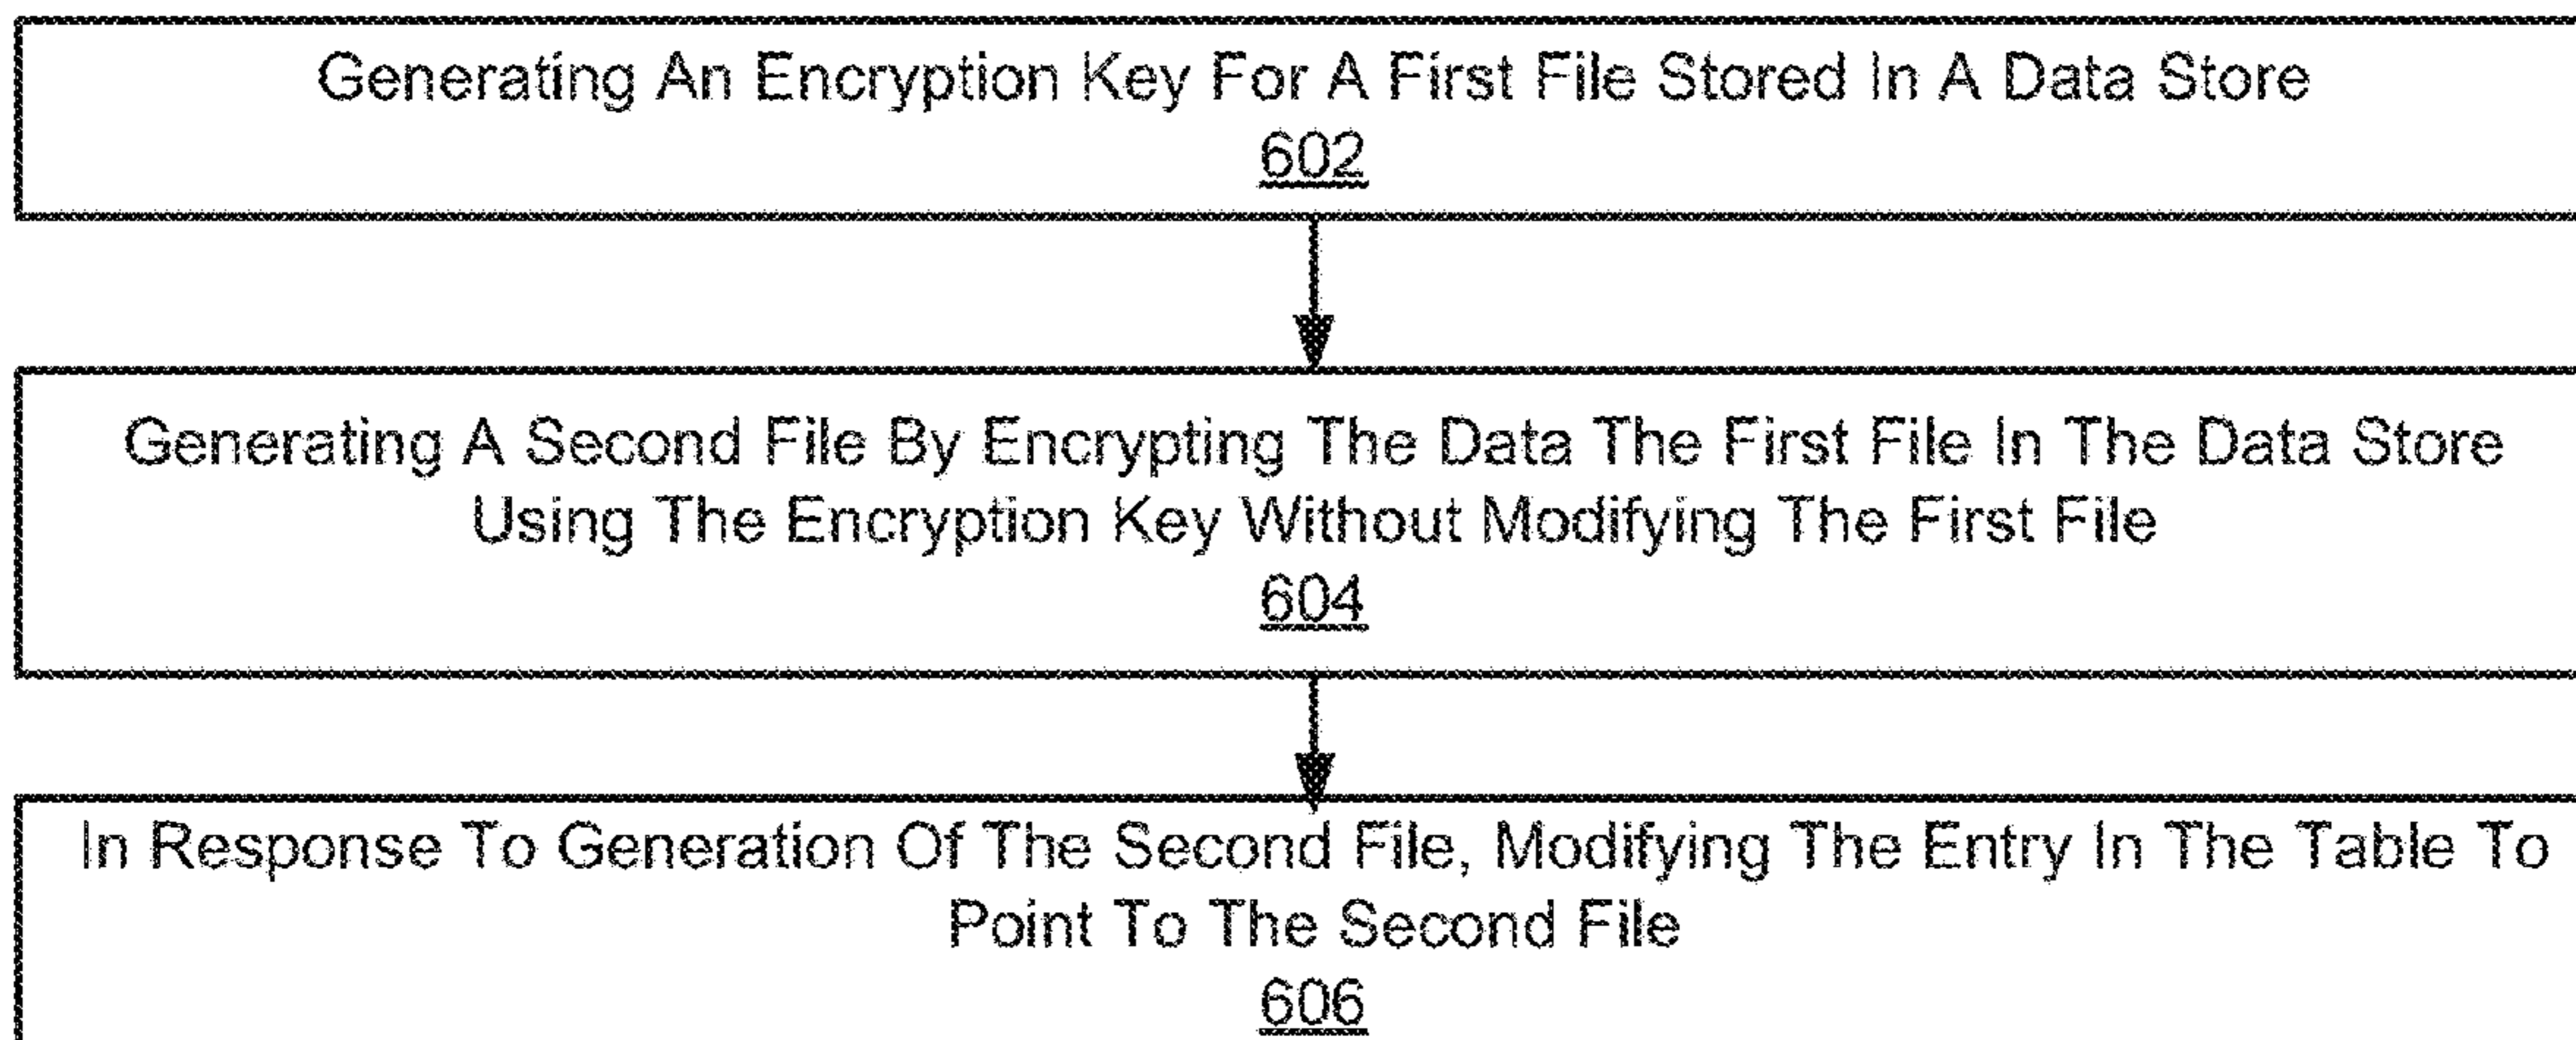 Generating An Encryption Key For A First File Stored In A Data Store
602
Generating A Second File By Encrypting The Data The First File In The Data Store
Using The Encryption Key Without Modifying The First File
604
In Response To Generation Of The Second File, Modifying The Entry In The Table To
Point To The Second File
606